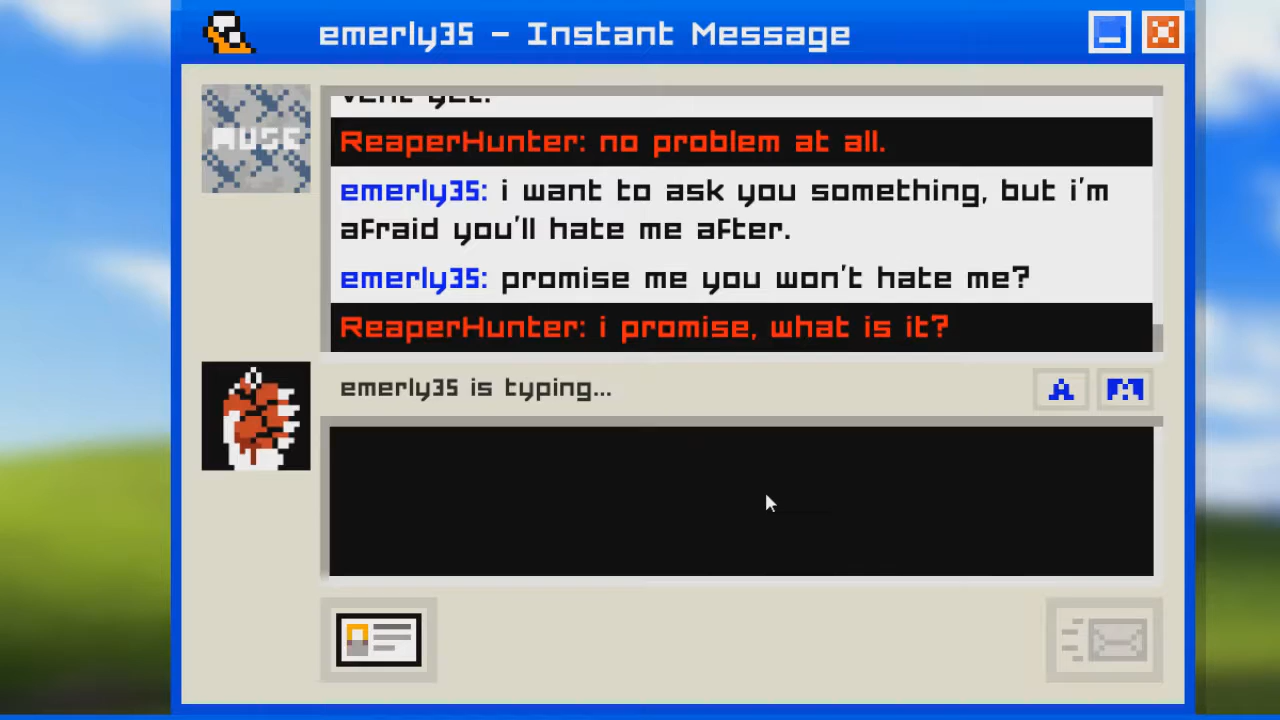 emerly35 - Instant Message
MUSE
ReaperHunter: no problem at all.
emerly35: i want to ask you something, but i'm
afraid you'll hate me after.
emerly35: promise me you won't hate me?
ReaperHunter: i promise, what is it?
emerly35 is typing...
A